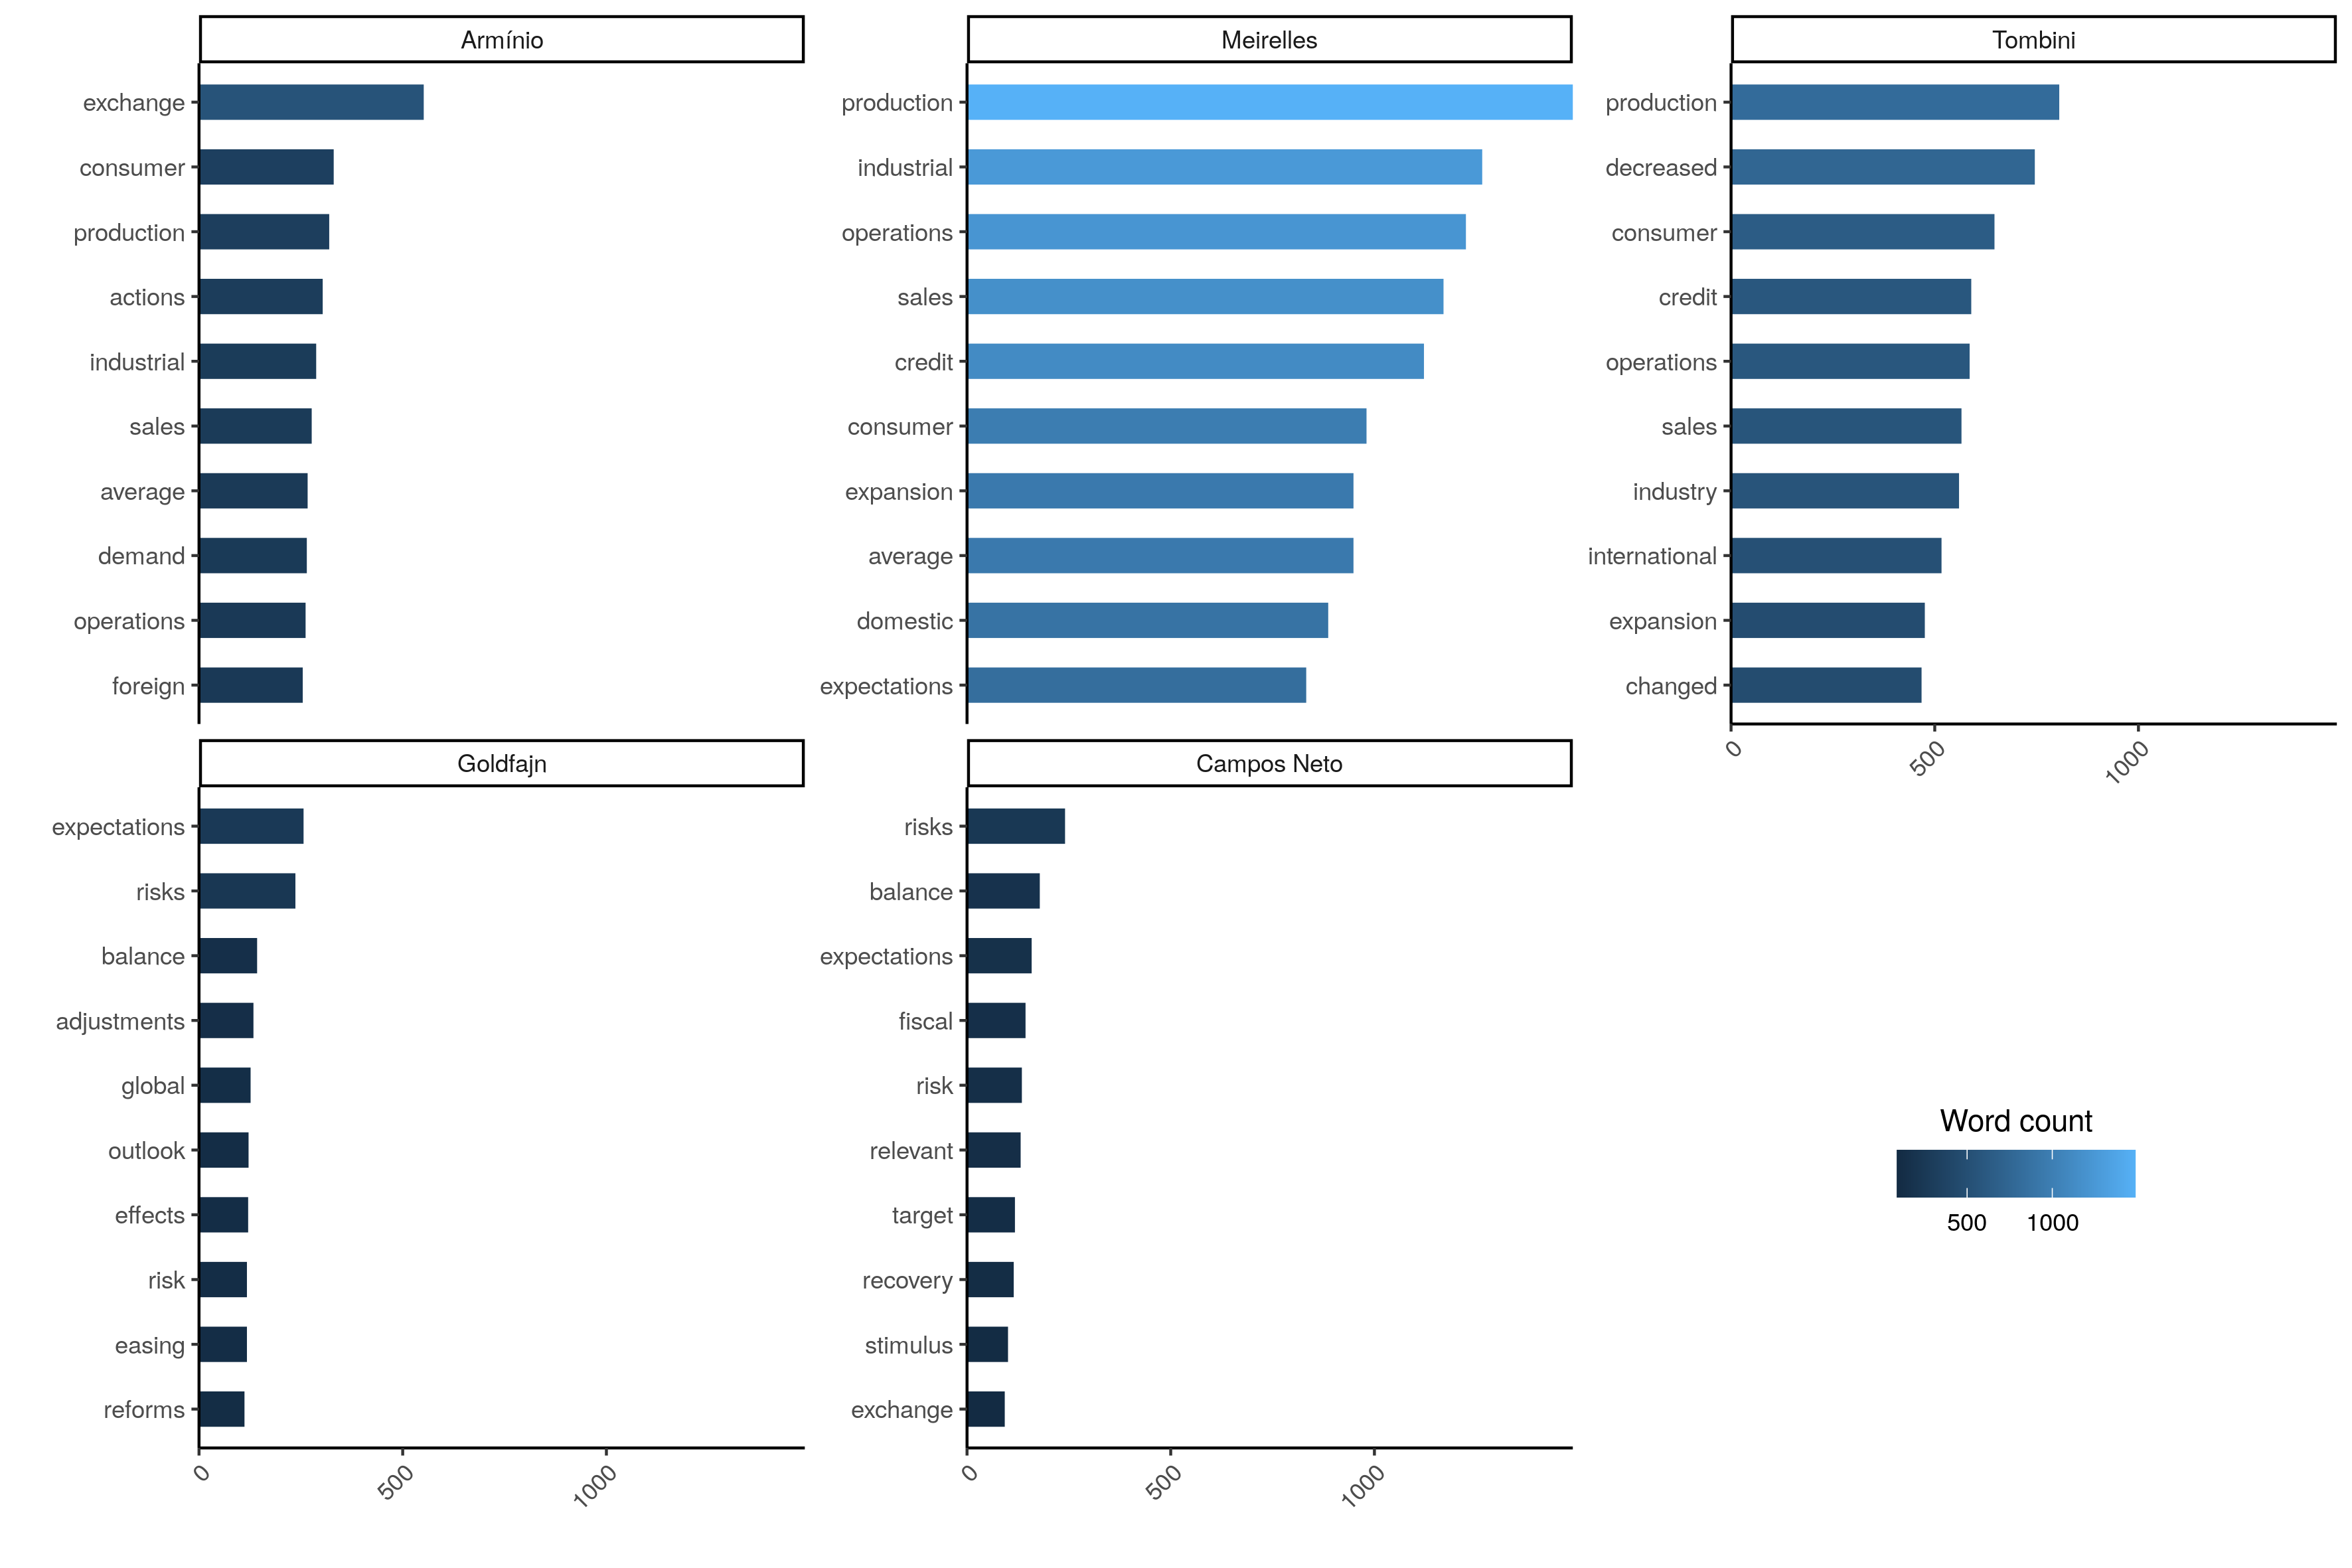 Armínio
exchange
consumer
production
actions
industrial
sales
average
demand
operations
foreign
Meirelles
production
industrial
operations
sales
credit
consumer
expansion
average
domestic
expectations
Tombini
production
decreased
consumer
credit
operations
sales
industry
international
expansion
changed
0
500
1000
Goldfajn
expectations
risks
balance
adjustments
global
outlook
effects
risk
easing
reforms
0
500
1000
Campos Neto
risks
balance
expectations
fiscal
risk
relevant
target
recovery
stimulus
exchange
0
500
1000
Word count
500
1000